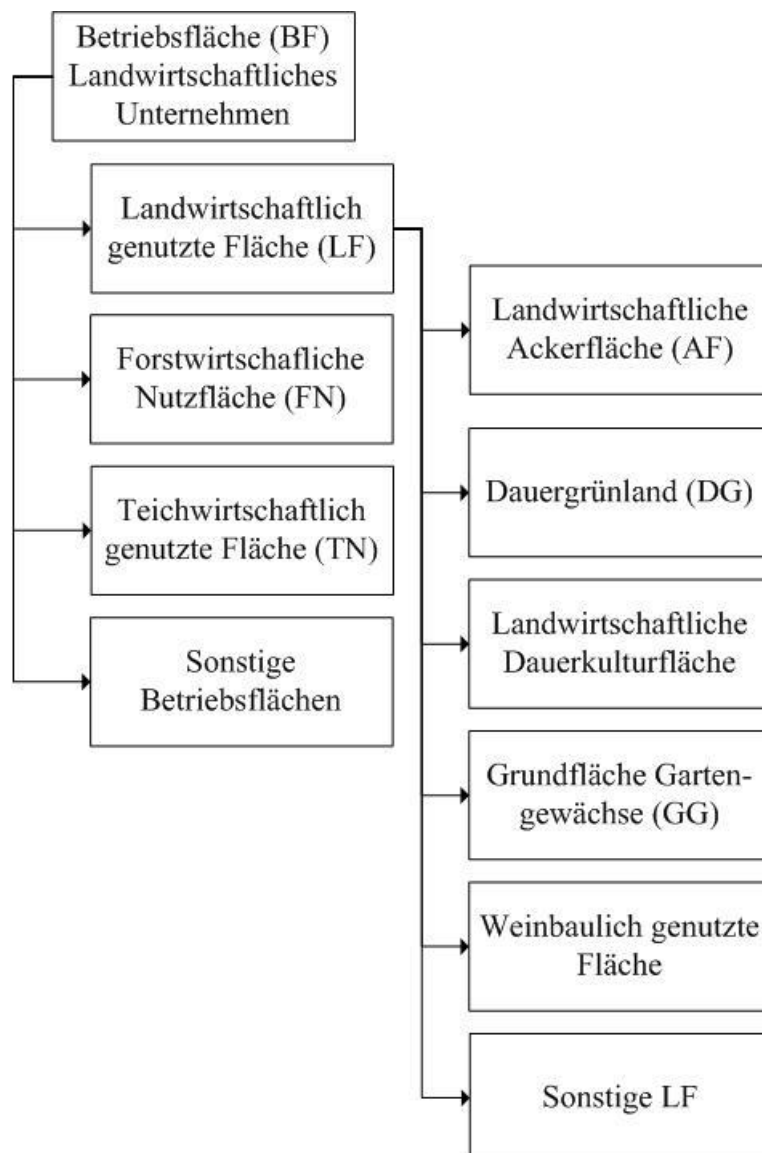 Betriebsfläche (BF)
Landwirtschaftliches
Unternehmen
Landwirtschaftlich
genutzte Fläche (LF)
Forstwirtschafliche
Nutzfläche (FN)
Teichwirtschaftlich
genutzte Fläche (TN)
Sonstige
Betriebsflächen
Landwirtschaftliche
Ackerfläche (AF)
Dauergrünland (DG)
Landwirtschaftliche
Dauerkulturfläche
Grundfläche Garten-
gewächse (GG)
Weinbaulich genutzte
Fläche
Sonstige LF